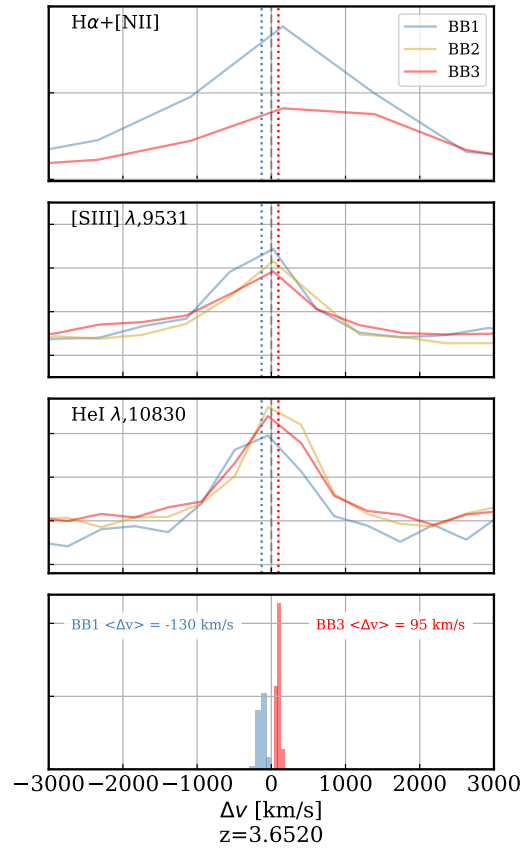 Hα+[NII]
BB1
BB2
BB3
[SIII] λ,9531
HeI λ,10830
BB1 <Δv> = -130 km/s
BB3 <Δv> = 95 km/s
−3000 −2000 −1000 0 1000 2000 3000
Δv [km/s]
z=3.6520